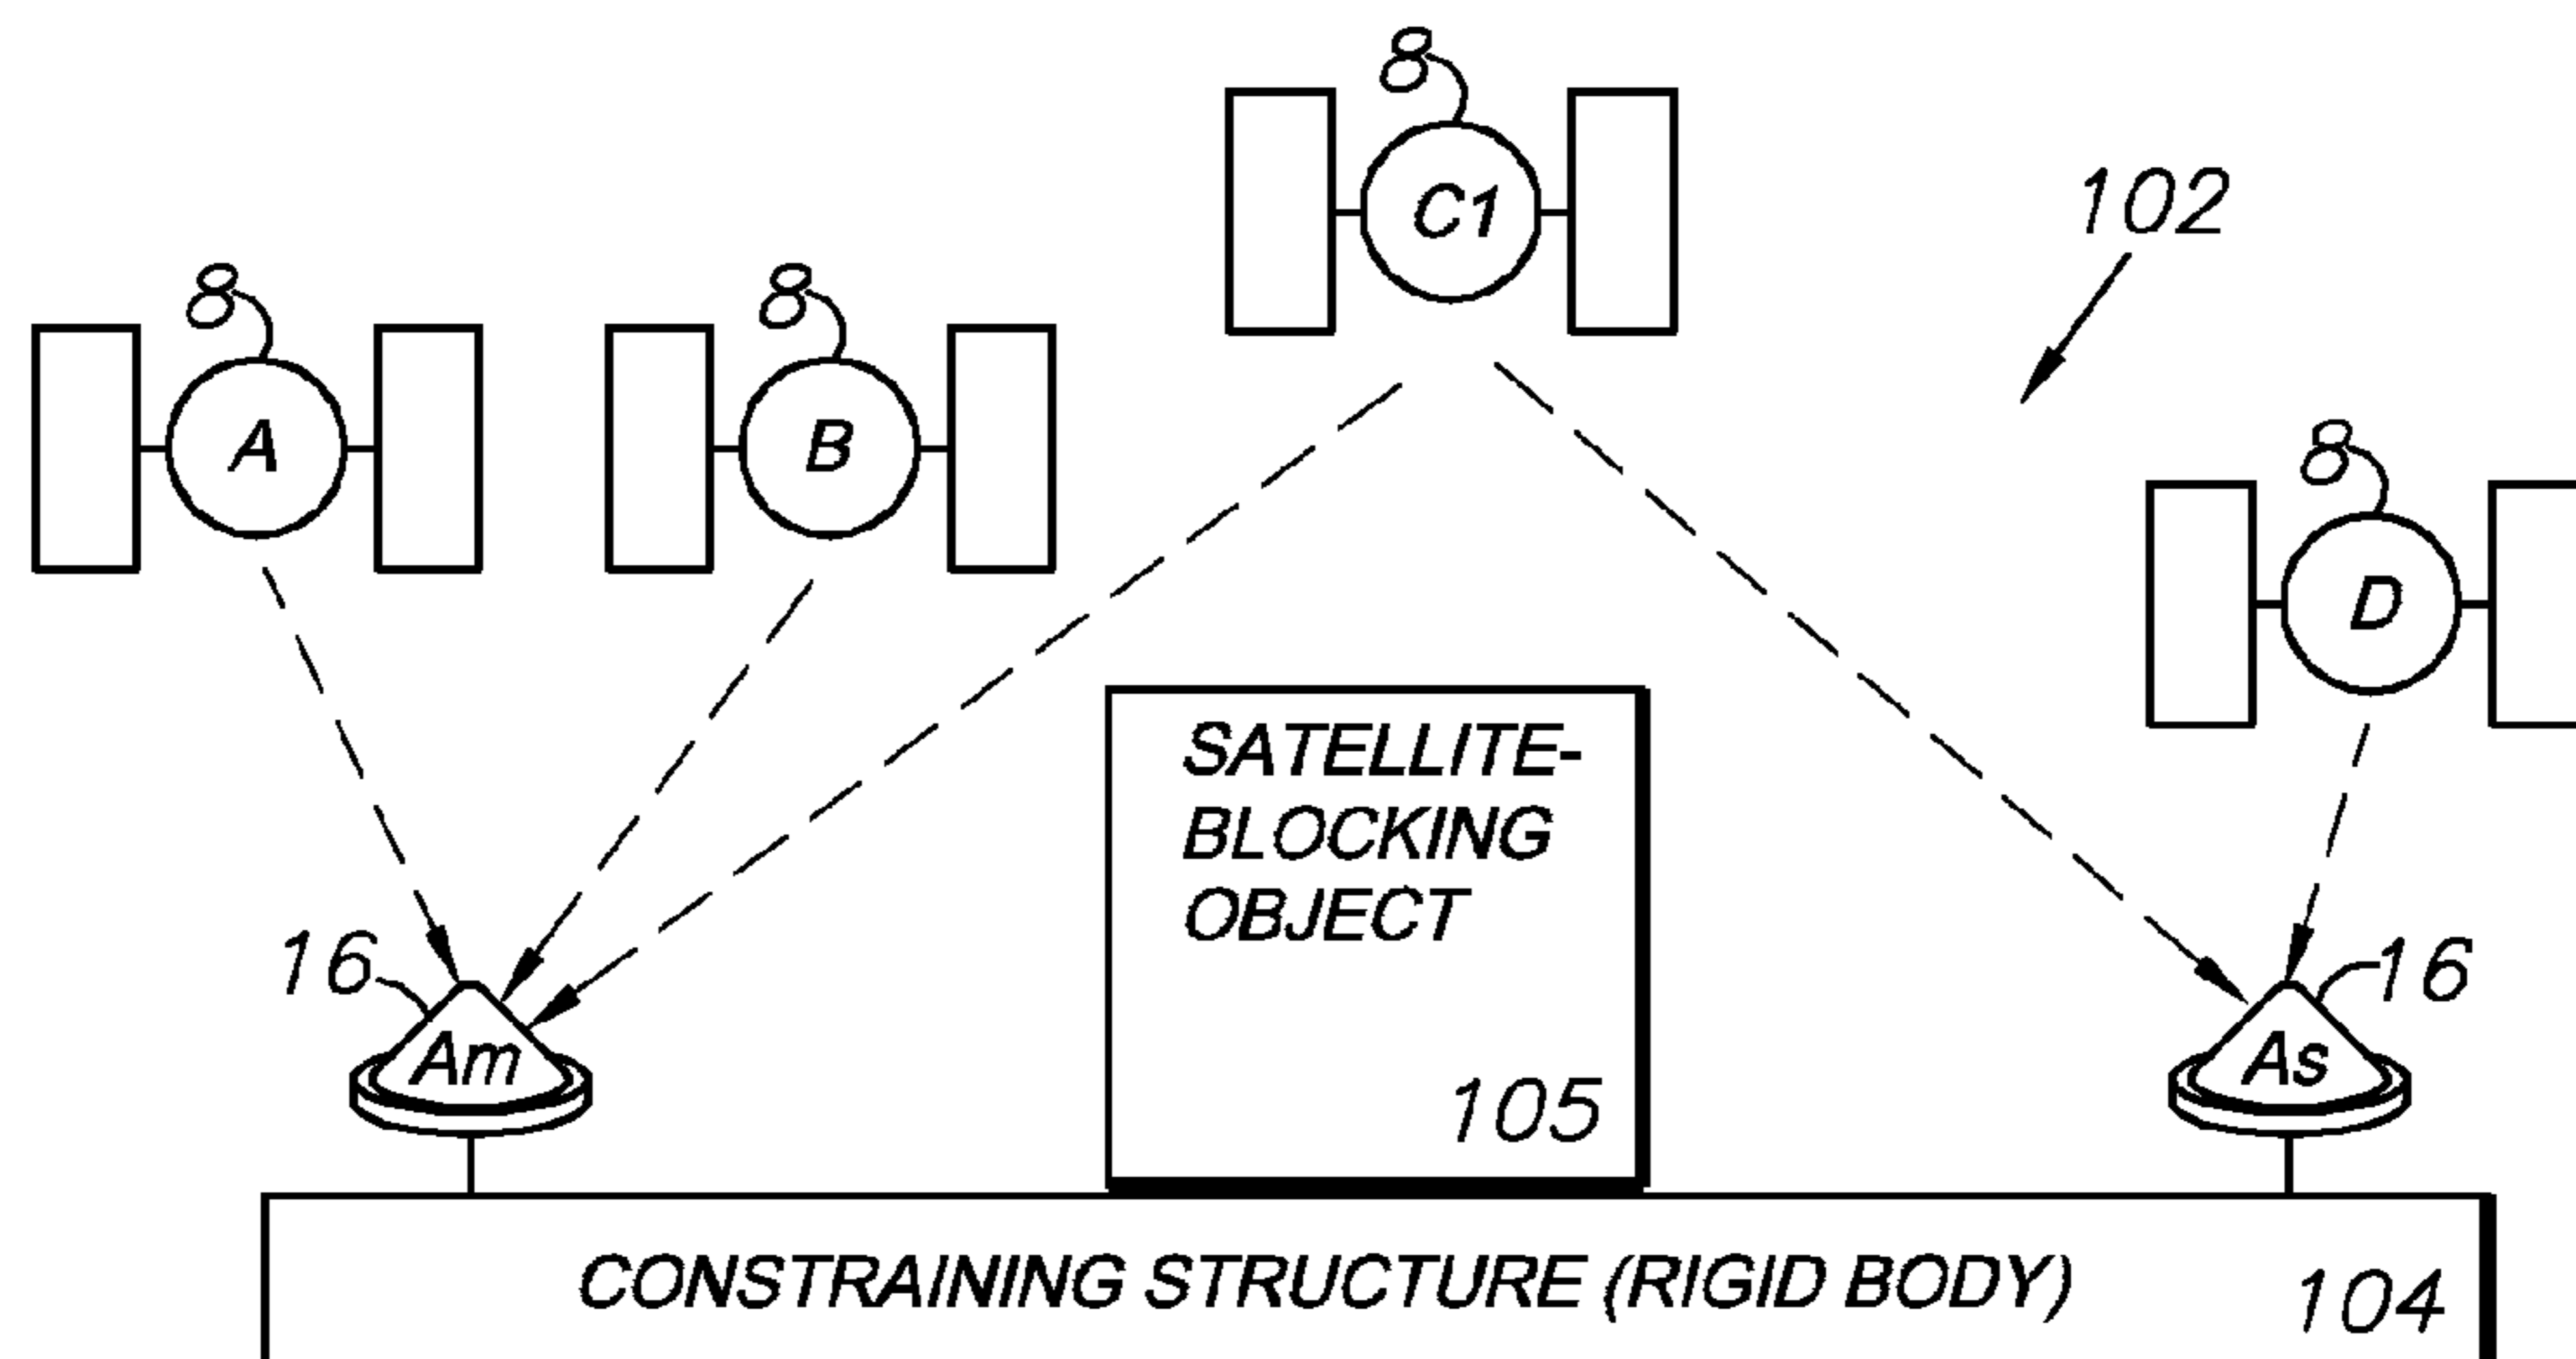 8
C1
102
8
8
A
B
8
D
SATELLITE-
BLOCKING
OBJECT
16
16
Am
As
105
CONSTRAINING STRUCTURE (RIGID BODY)
104